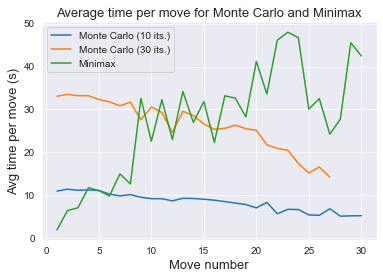 Average time per move for Monte Carlo and Minimax
Monte Carlo (10 its.)
Monte Carlo (30 its.)
Minimax
Avg time per move (s)
50
40
30
20
10
0
0 5 10 15 20 25 30
Move number